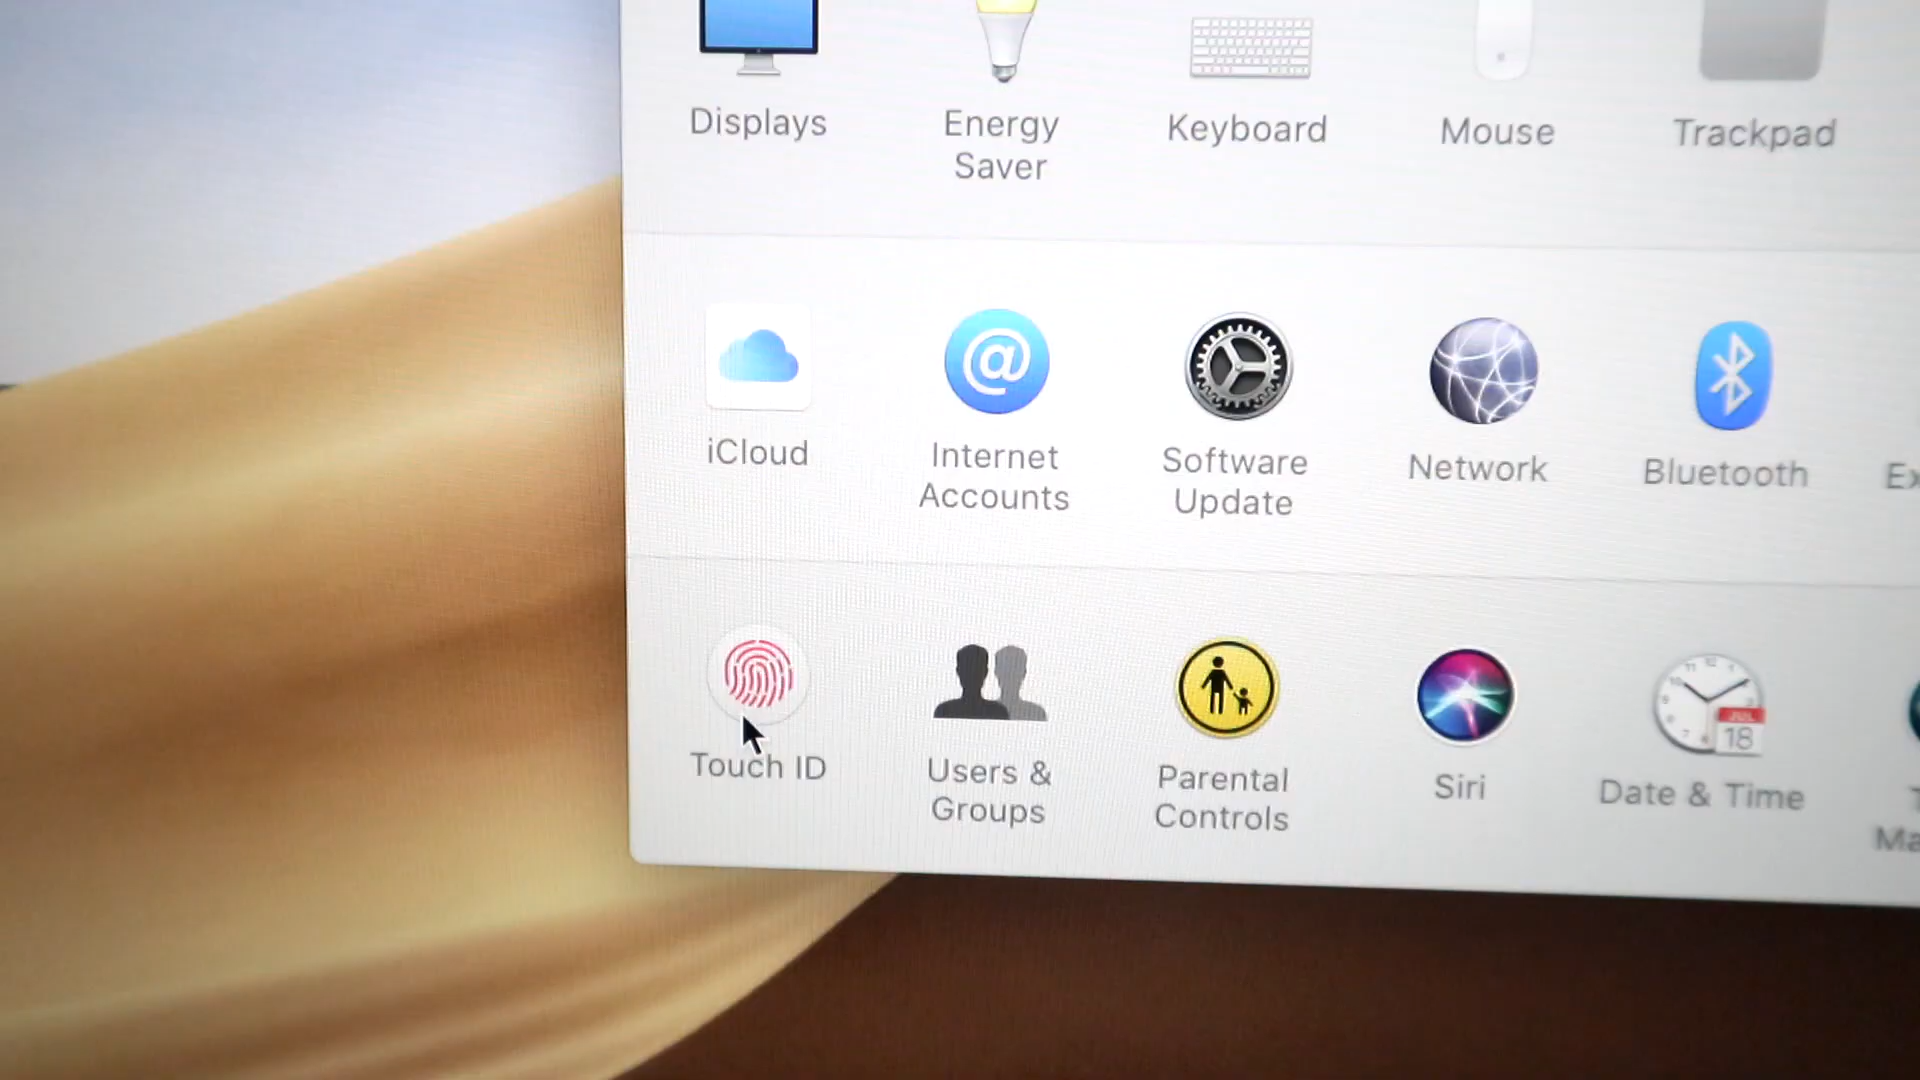 Displays
Energy
Saver
Keyboard
Mouse
Trackpad
iCloud
Internet
Accounts
Software
Update
Network
Bluetooth
Touch ID
Users &
Groups
Parental
Controls
Siri
JUL
18
Date & Time